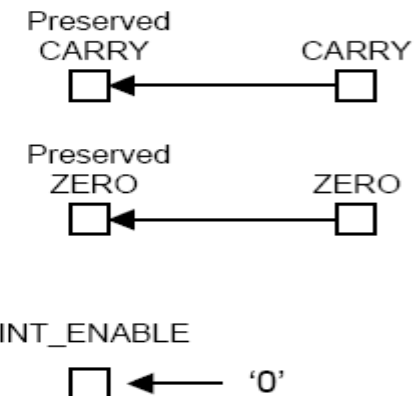 Preserved
CARRY CARRY
Preserved
ZERO ZERO
INT_ENABLE
‘0’